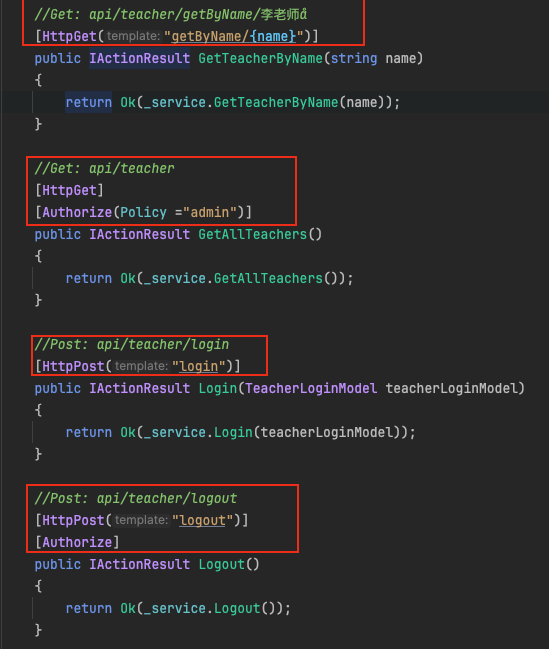 //Get: api/teacher/getByName/李老师å
[HttpGet(template:"getByName/{name}")]
public IActionResult GetTeacherByName(string name)
{
return Ok(_service.GetTeacherByName(name));
}
//Get: api/teacher
[HttpGet]
[Authorize(Policy ="admin")]
public IActionResult GetAllTeachers()
{
return Ok(_service.GetAllTeachers());
}
//Post: api/teacher/login
[HttpPost(template:"login")]
public IActionResult Login(TeacherLoginModel teacherLoginModel)
{
return Ok(_service.Login(teacherLoginModel));
}
//Post: api/teacher/logout
[HttpPost(template:"logout")]
[Authorize]
public IActionResult Logout()
{
return Ok(_service.Logout());
}